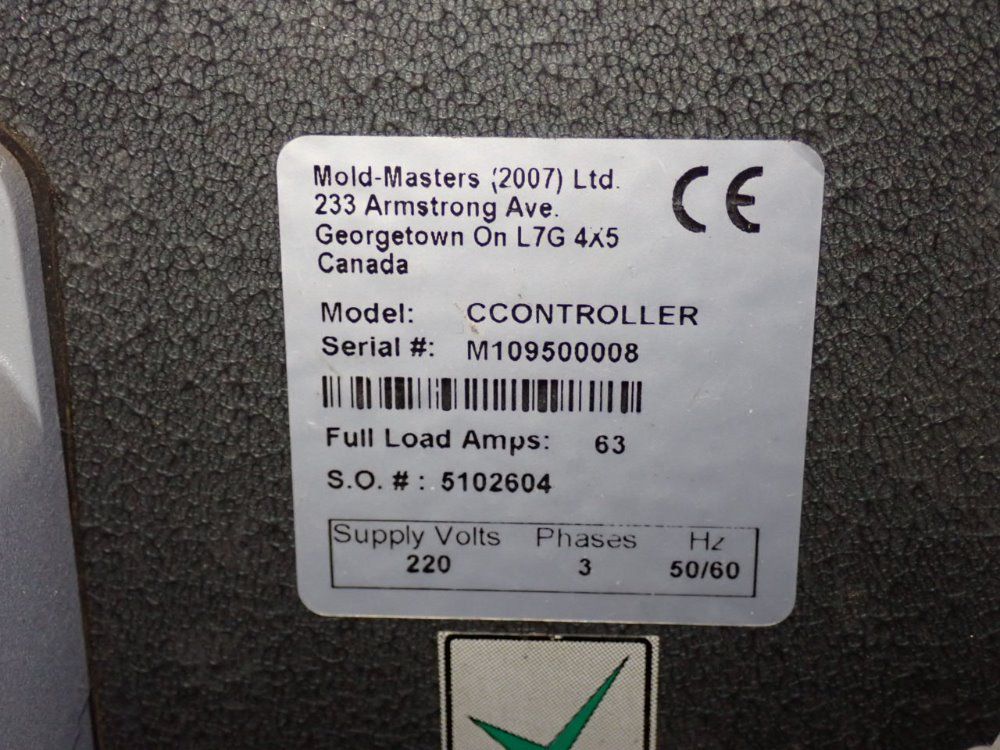 Mold-Masters (2007) Ltd.
CE
233 Armstrong Ave.
Georgetown On L7G 4X5
Canada
Model: CCONTROLLER
Serial #: M109500008
Full Load Amps: 63
S.O. # : 5102604
Supply Volts Phases Hz
220 3 50/60